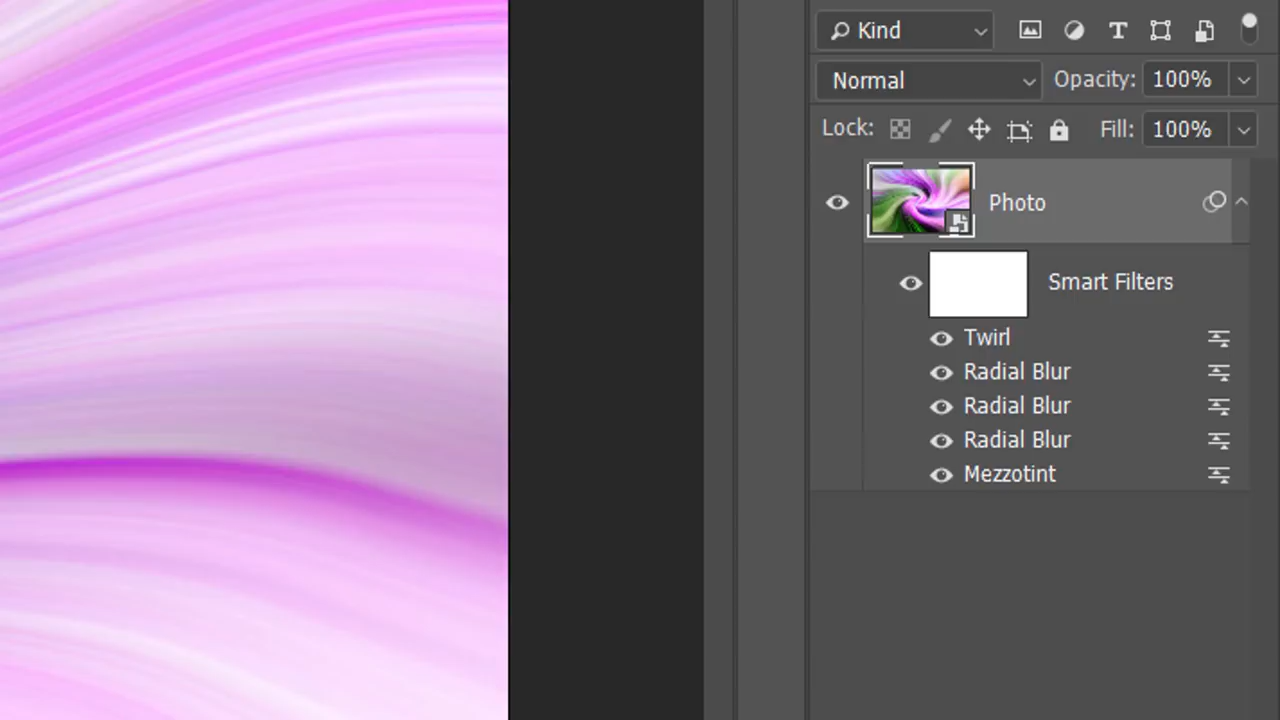 Kind
Normal Opacity: 100%
Lock: Fill: 100%
Photo
Smart Filters
Twirl
Radial Blur
Radial Blur
Radial Blur
Mezzotint